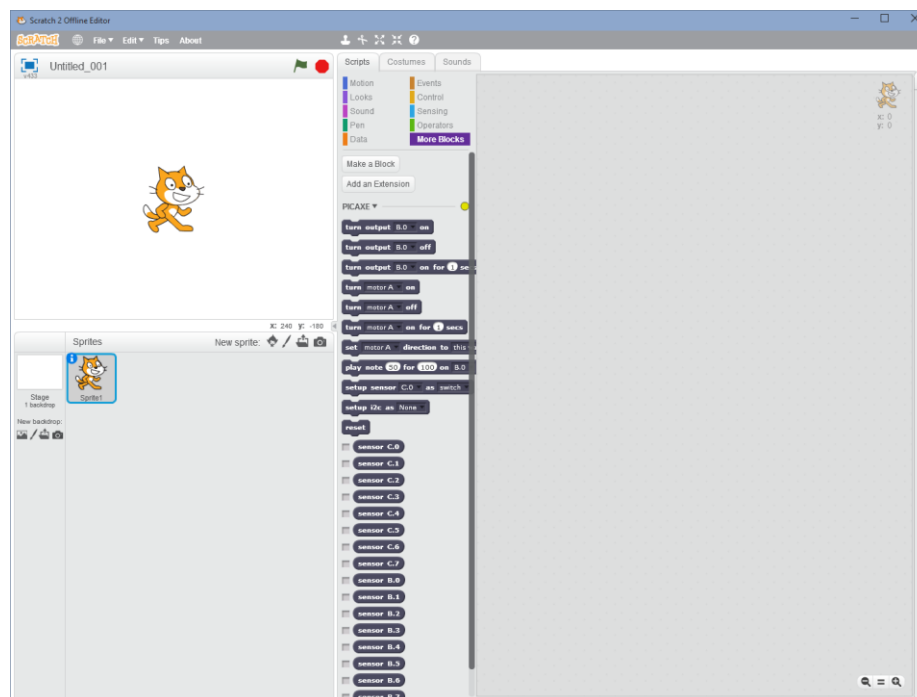 Scratch 2 Offline Editor
SCRATCH File Edit Tips About
Untitled_001
v433
Scripts Costumes Sounds
Motion Events
Looks Control
Sound Sensing
Pen Operators
Data More Blocks
x: 0
y: 0
Make a Block
Add an Extension
PICAXE
turn output B.0 on
turn output B.0 off
turn output B.0 on for 1 sec
turn motor A on
turn motor A off
turn motor A on for 1 secs
set motor A direction to this
play note 50 for 100 on B.0
setup sensor C.0 as switch
setup i2c as None
reset
sensor C.0
sensor C.1
sensor C.2
sensor C.3
sensor C.4
sensor C.5
sensor C.6
sensor C.7
sensor B.0
sensor B.1
sensor B.2
sensor B.3
sensor B.4
sensor B.5
sensor B.6
sensor B.7
X: 240 Y: -180
Sprites New sprite:
Stage
1 backdrop
New backdrop:
Sprite1